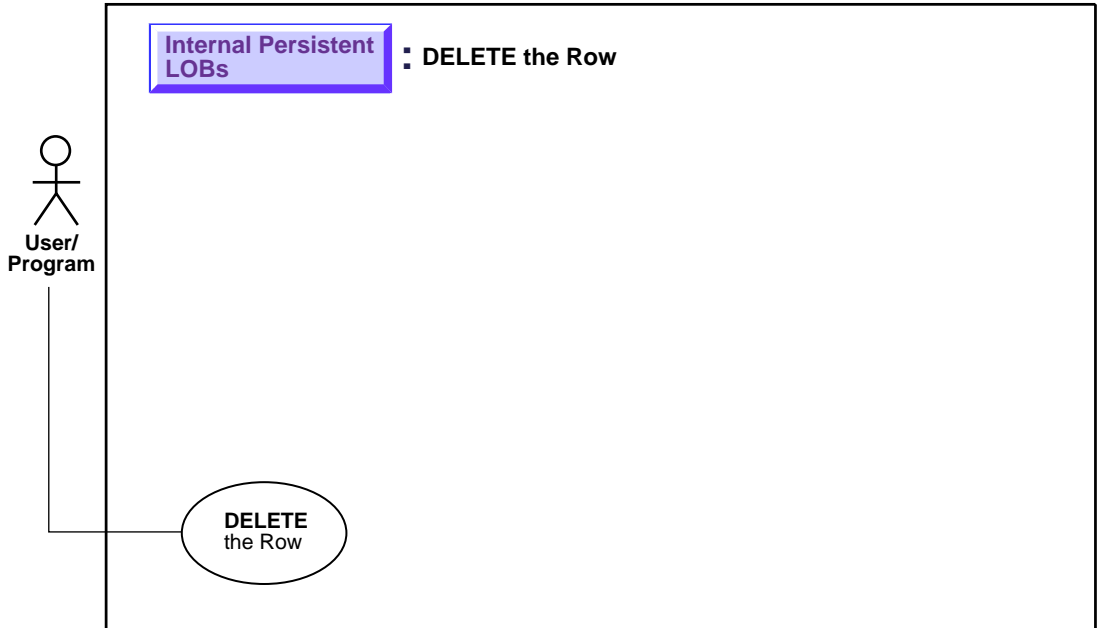 Internal Persistent
LOBs
: DELETE the Row
User/
Program
DELETE
the Row